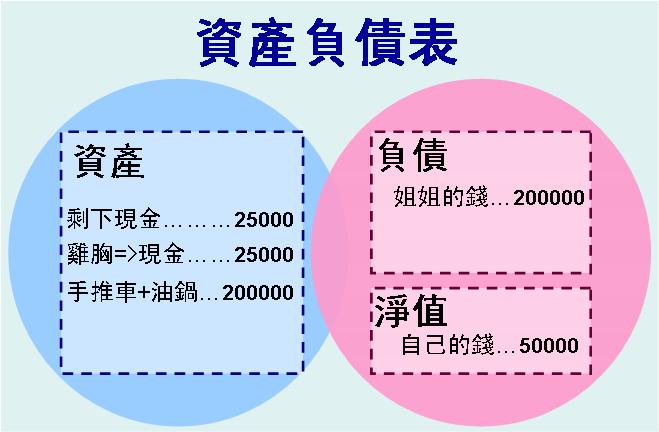 資產負債表
資產
剩下現金………25000
雞胸=>現金……25000
手推車+油鍋…200000
負債
姐姐的錢…200000
淨值
自己的錢…50000